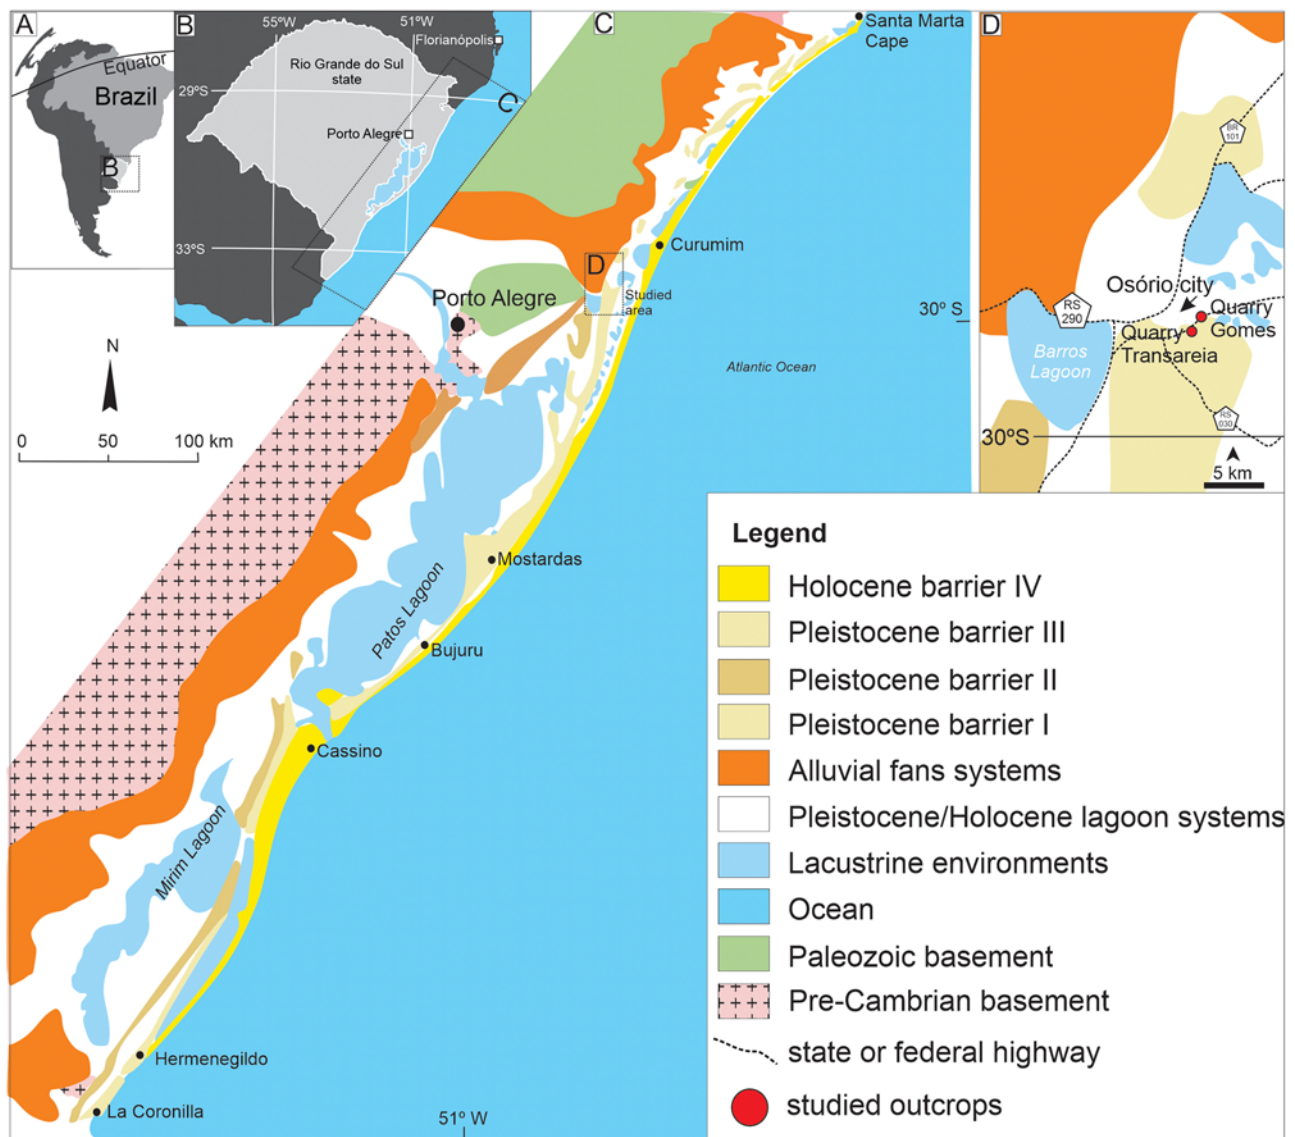 A
Equator
Brazil
B
B
55ºW
51ºW
Florianópolis
Rio Grande do Sul
state
29ºS
Porto Alegre
33ºS
C
C
Santa Marta
Cape
Curumim
D
Studied
area
Porto Alegre
30º S
Atlantic Ocean
N
0 50 100 km
Mostardas
Patos Lagoon
Bujuru
Cassino
Mirim Lagoon
Hermenegildo
La Coronilla
51º W
D
BR
101
Osório city
RS
290
Quarry
Gomes
Quarry
Transareia
Barros
Lagoon
RS
030
30ºS
5 km
Legend
Holocene barrier IV
Pleistocene barrier III
Pleistocene barrier II
Pleistocene barrier I
Alluvial fans systems
Pleistocene/Holocene lagoon systems
Lacustrine environments
Ocean
Paleozoic basement
Pre-Cambrian basement
state or federal highway
studied outcrops